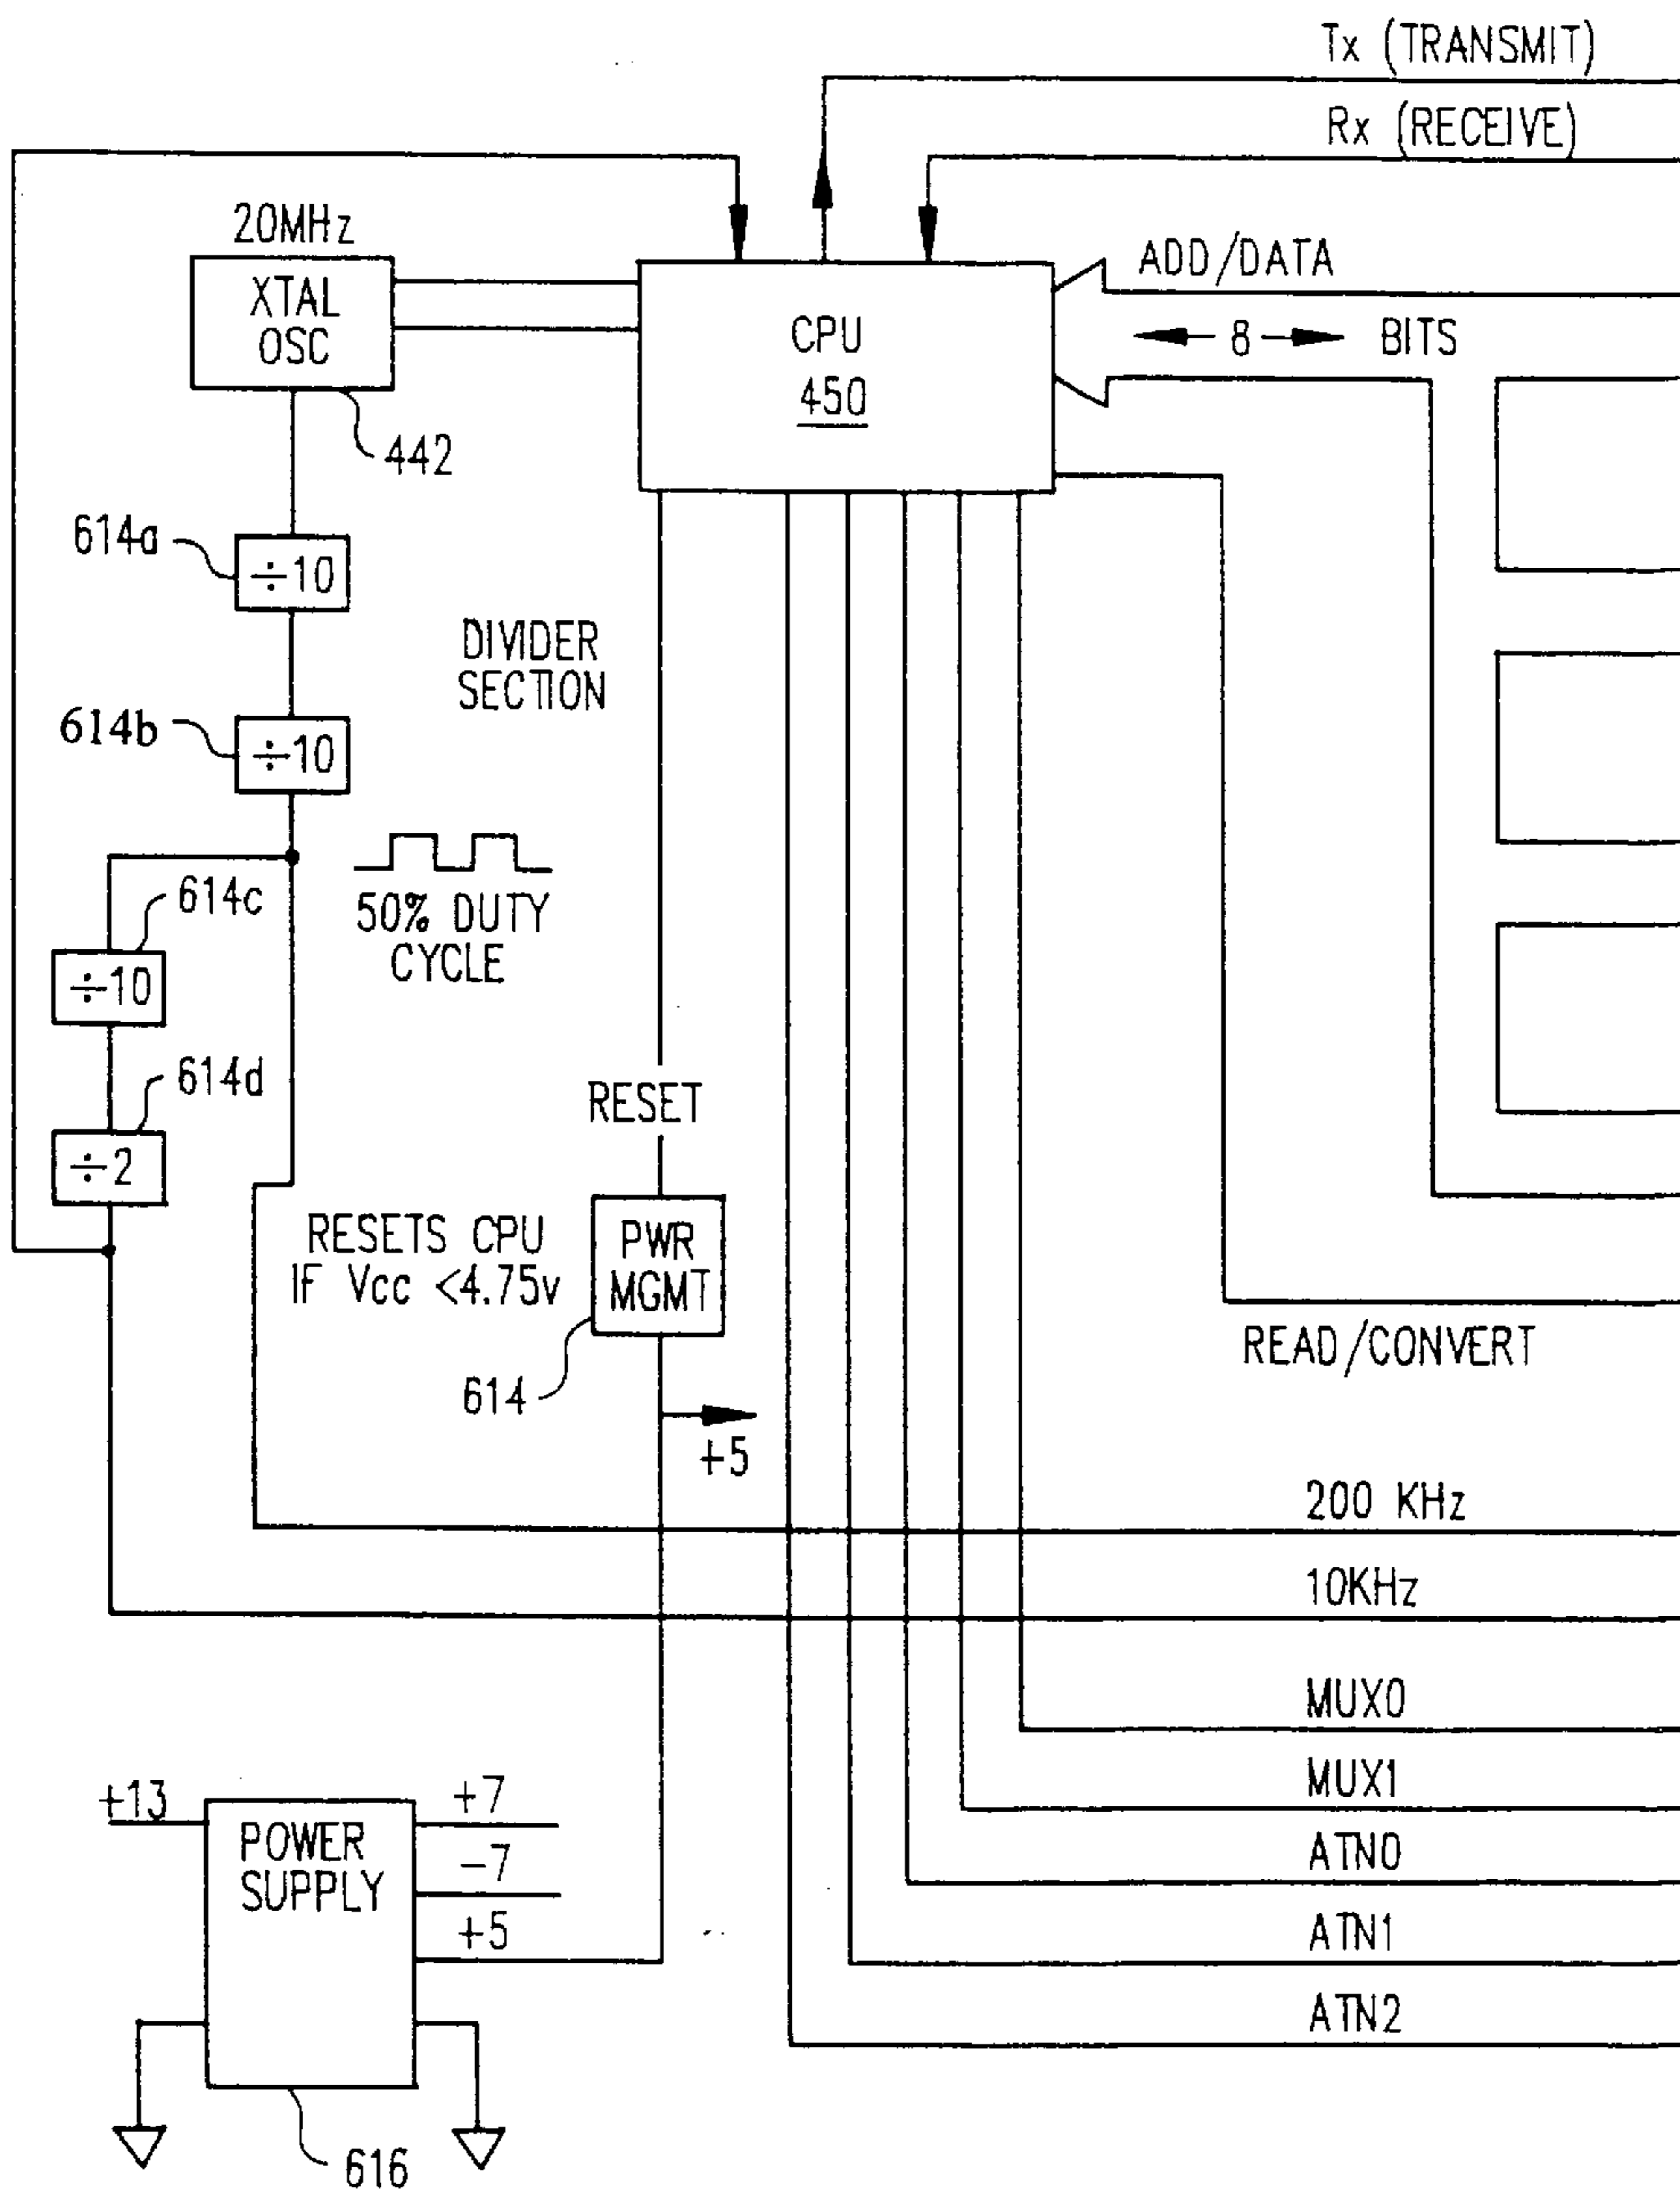 Tx (TRANSMIT)
Rx (RECEIVE)
20MHz
XTAL
OSC
442
CPU
450
ADD/DATA
8 BITS
614a
÷10
DIVIDER
SECTION
614b
÷10
50% DUTY
CYCLE
614c
÷10
614d
÷2
RESET
RESETS CPU
IF Vcc <4.75v
PWR
MGMT
614
+5
READ/CONVERT
200 KHz
10KHz
MUX0
MUX1
ATN0
ATN1
ATN2
+13
POWER
SUPPLY
+7
-7
+5
616